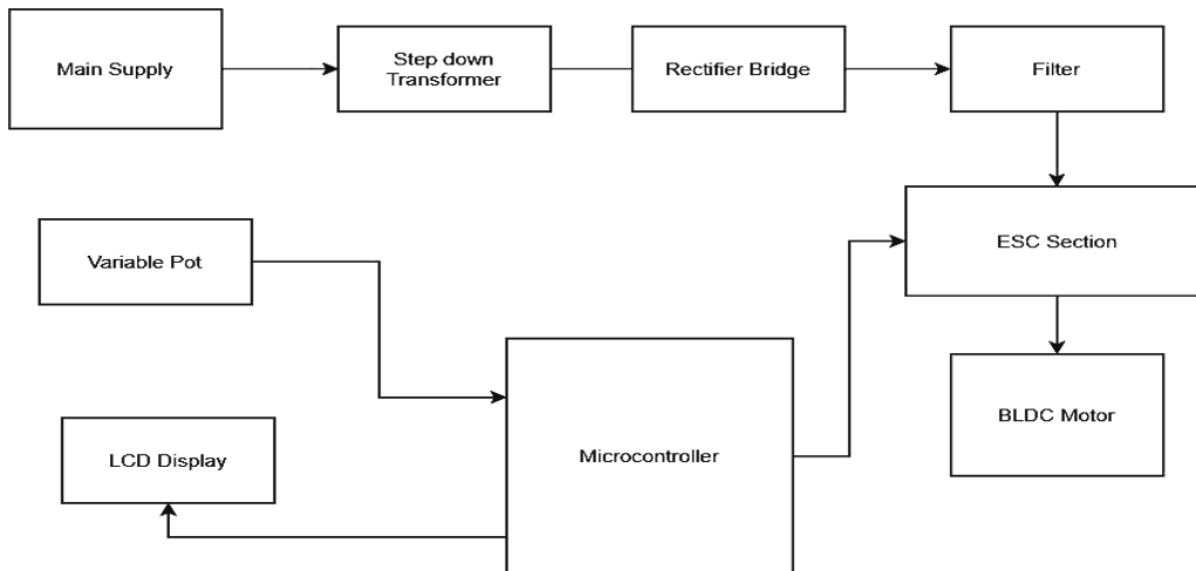 Main Supply
Step down
Transformer
Rectifier Bridge
Filter
Variable Pot
ESC Section
LCD Display
Microcontroller
BLDC Motor